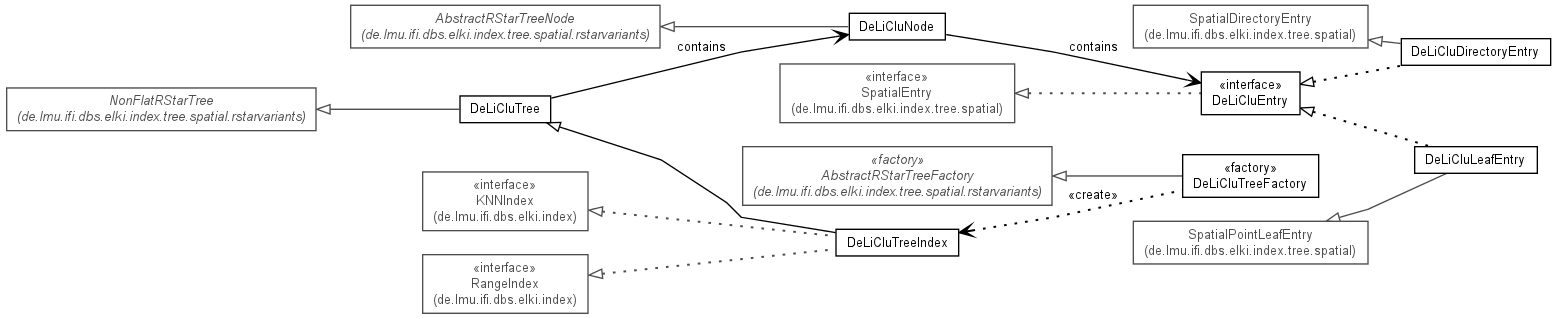 AbstractRStarTreeNode
(de.lmu.ifi.dbs.elki.index.tree.spatial.rstarvariants)
DeLiCluNode
SpatialDirectoryEntry
(de.lmu.ifi.dbs.elki.index.tree.spatial)
DeLiCluDirectoryEntry
contains
contains
«interface»
SpatialEntry
(de.lmu.ifi.dbs.elki.index.tree.spatial)
«interface»
DeLiCluEntry
NonFlatRStarTree
(de.lmu.ifi.dbs.elki.index.tree.spatial.rstarvariants)
DeLiCluTree
«factory»
AbstractRStarTreeFactory
(de.lmu.ifi.dbs.elki.index.tree.spatial.rstarvariants)
«factory»
DeLiCluTreeFactory
DeLiCluLeafEntry
«interface»
KNNIndex
(de.lmu.ifi.dbs.elki.index)
«create»
DeLiCluTreeIndex
SpatialPointLeafEntry
(de.lmu.ifi.dbs.elki.index.tree.spatial)
«interface»
RangeIndex
(de.lmu.ifi.dbs.elki.index)